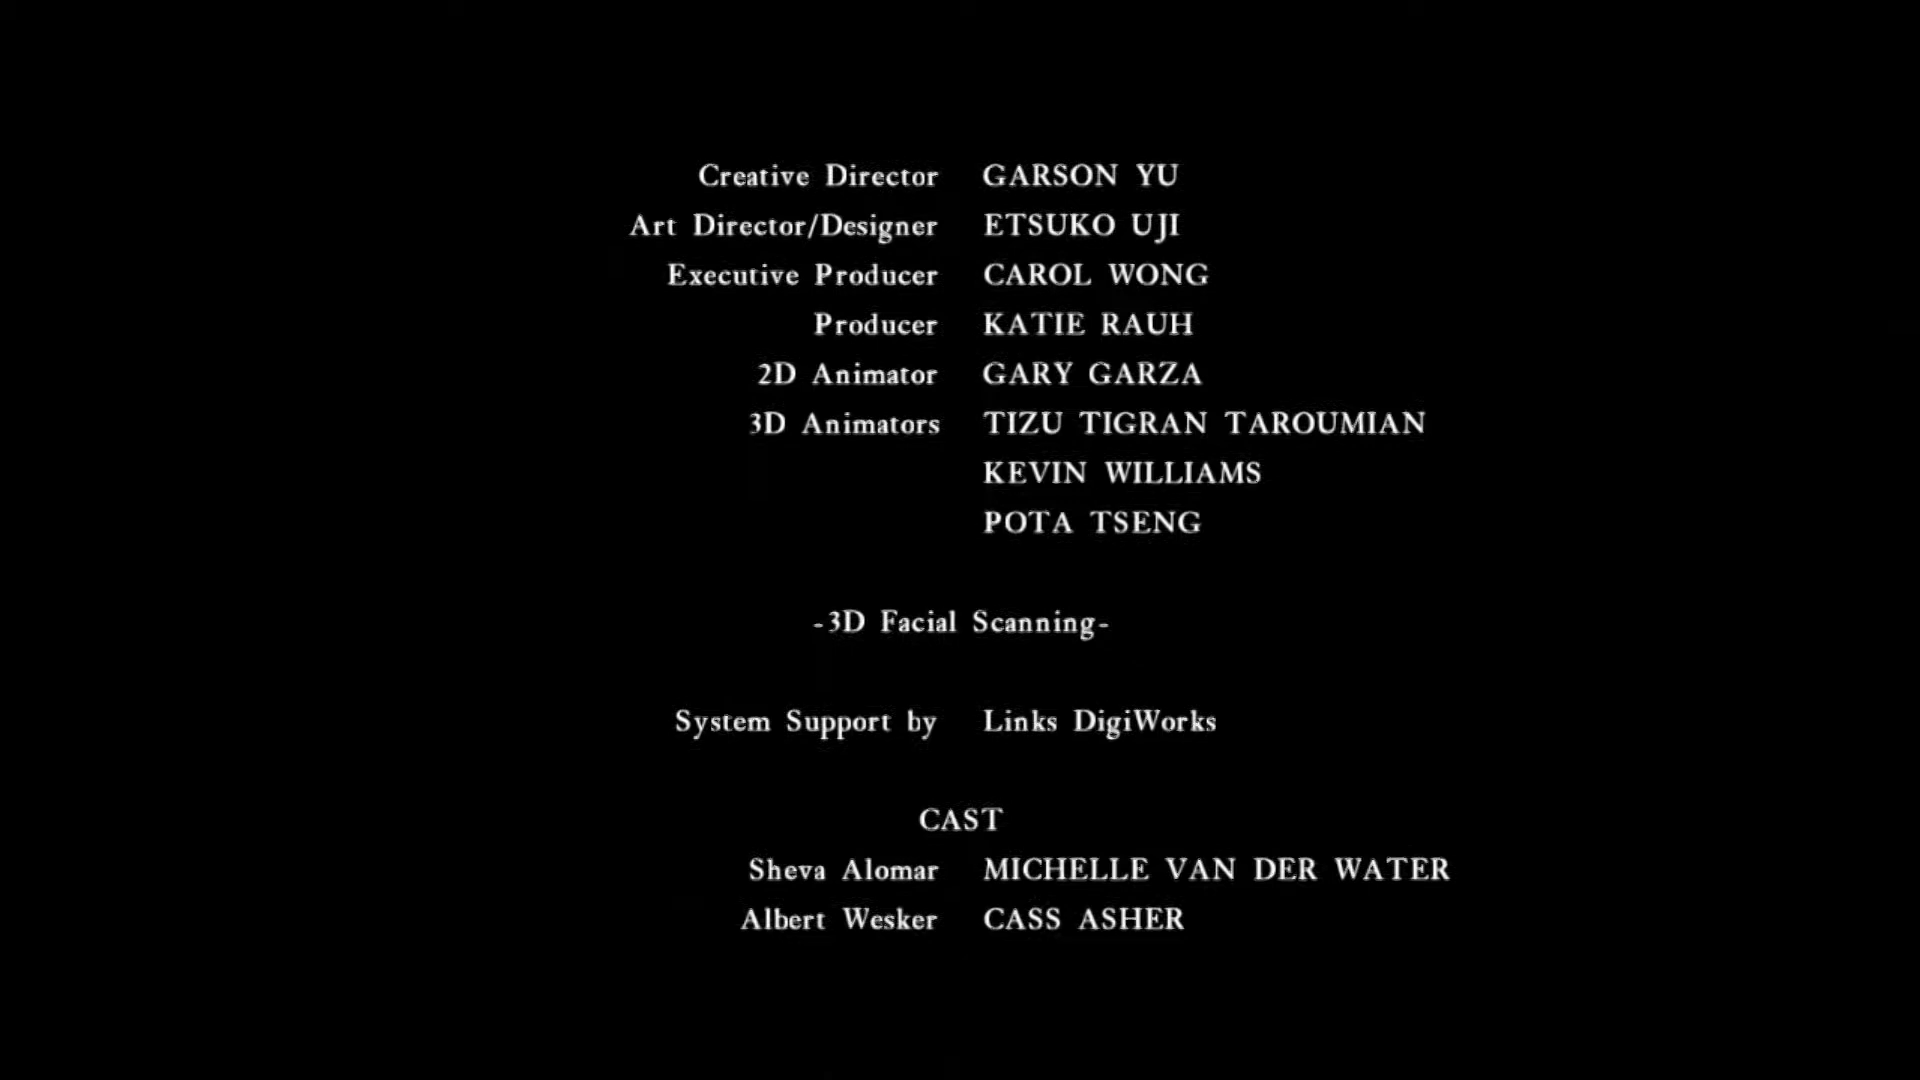 Creative Director GARSON YU
Art Director/Designer ETSUKO UJI
Executive Producer CAROL WONG
Producer KATIE RAUH
2D Animator GARY GARZA
3D Animators TIZU TIGRAN TAROUMIAN
KEVIN WILLIAMS
POTA TSENG
-3D Facial Scanning-
System Support by Links DigiWorks
CAST
Sheva Alomar MICHELLE VAN DER WATER
Albert Wesker CASS ASHER